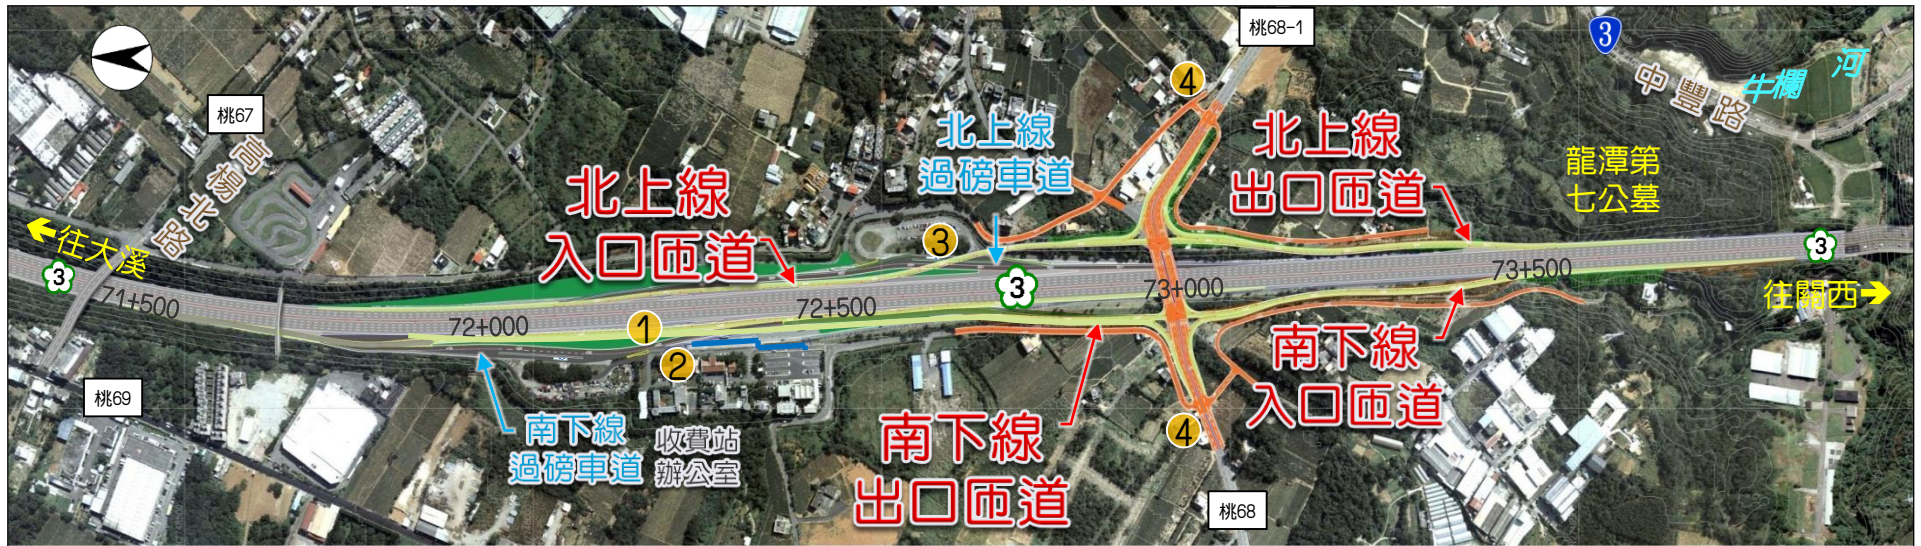 桃68-1
3
中豐路
牛欄河
桃67
高楊北路
4
北上線
過磅車道
北上線
出口匝道
龍潭第
七公墓
北上線
入口匝道
3
往大溪
3
71+500
72+000
72+500
3
73+000
73+500
3
往關西
1
2
桃69
南下線
過磅車道
收費站
辦公室
南下線
出口匝道
南下線
入口匝道
4
桃68